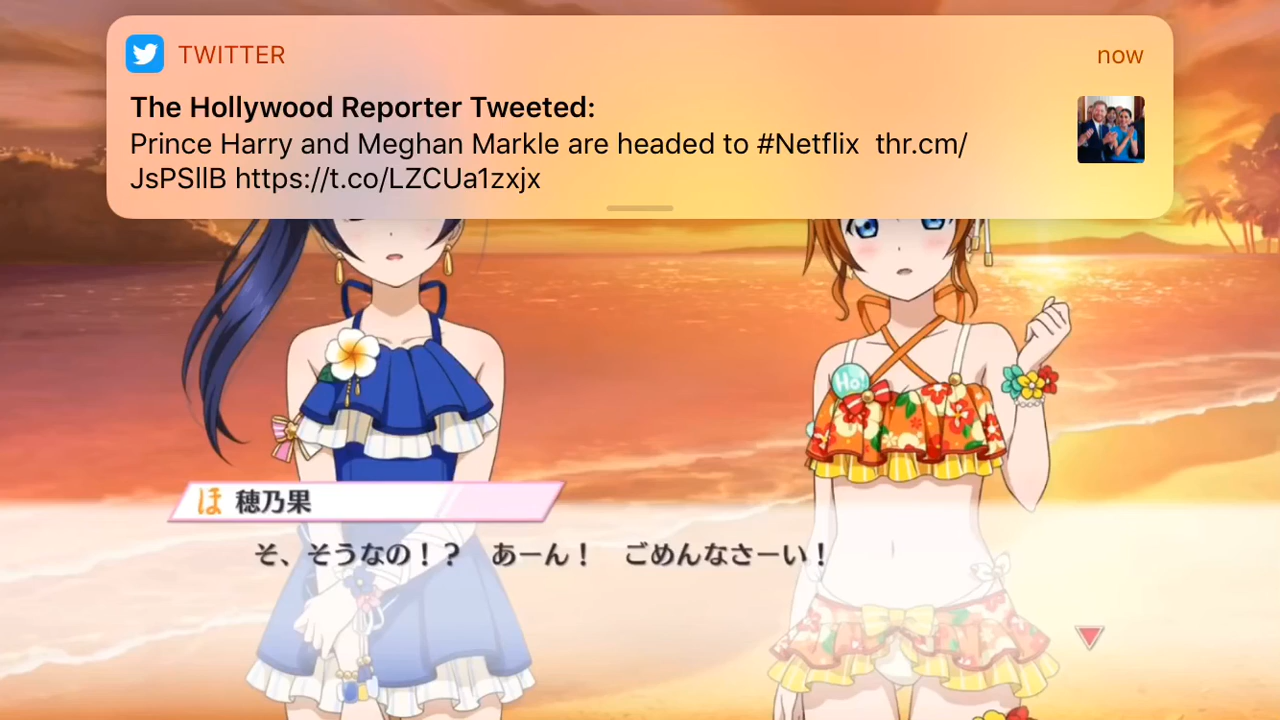 TWITTER now
The Hollywood Reporter Tweeted:
Prince Harry and Meghan Markle are headed to #Netflix thr.cm/
JsPSllB https://t.co/LZCUa1zxjx
Ho!
ほ 穂乃果
そ、そうなの！？ あーん！ ごめんなさーい！